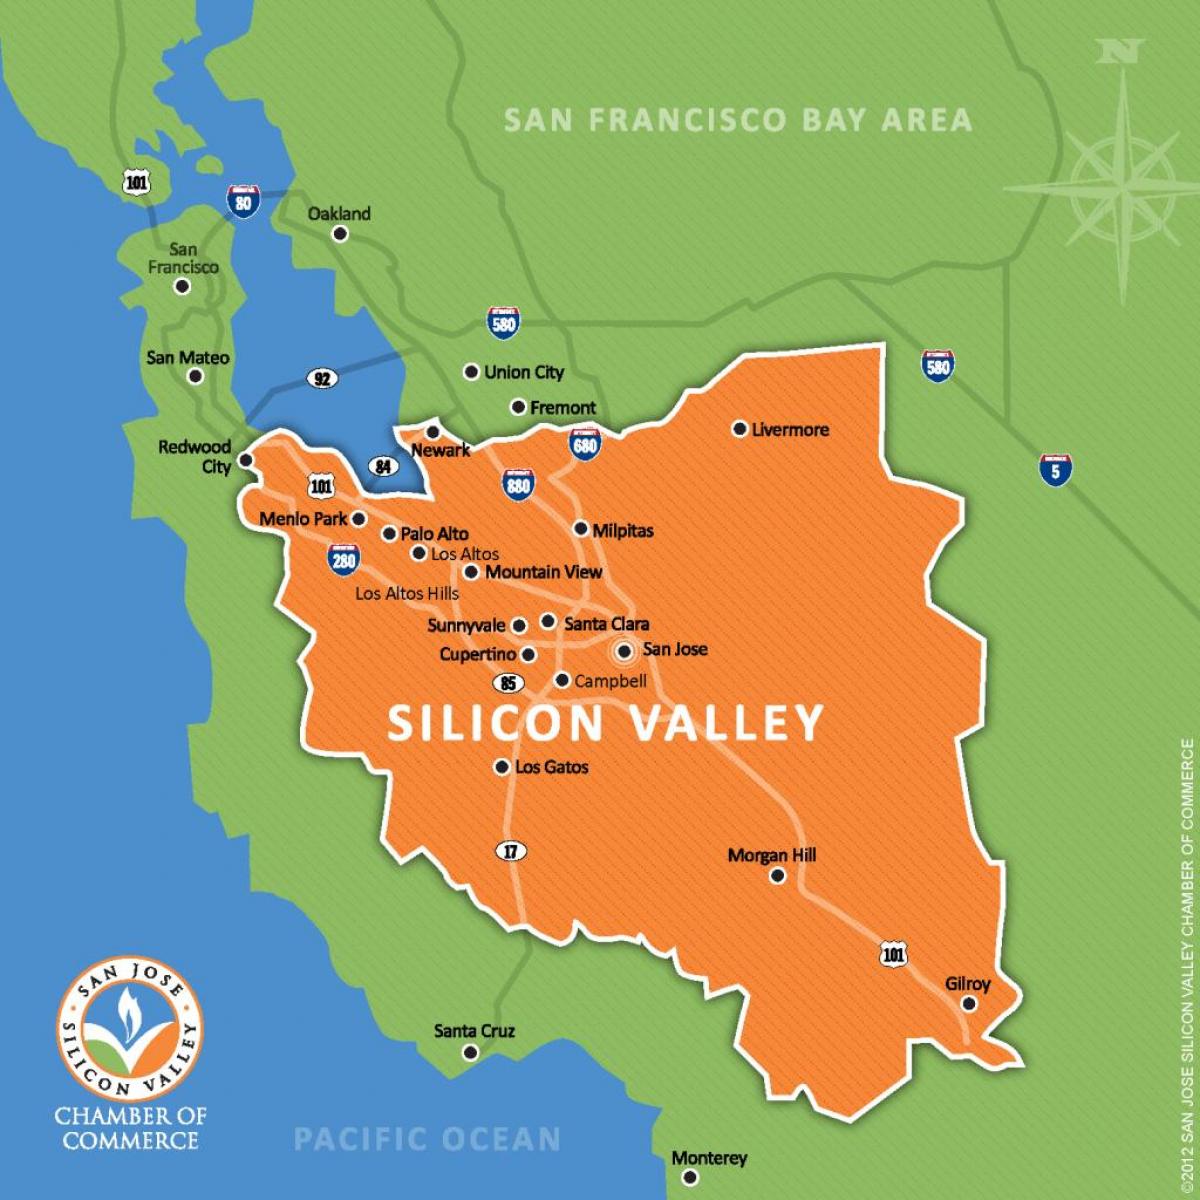 N
SAN FRANCISCO BAY AREA
101
80
Oakland
San
Francisco
580
San Mateo
92
Union City
580
Fremont
Livermore
Redwood
City
Newark
680
84
5
101
880
Menlo Park
Palo Alto
Milpitas
280
Los Altos
Mountain View
Los Altos Hills
Sunnyvale
Santa Clara
Cupertino
San Jose
85
Campbell
SILICON VALLEY
Los Gatos
17
Morgan Hill
101
Gilroy
Santa Cruz
SAN JOSE
SILICON VALLEY
CHAMBER OF
COMMERCE
PACIFIC OCEAN
Monterey
©2012 SAN JOSE SILICON VALLEY CHAMBER OF COMMERCE